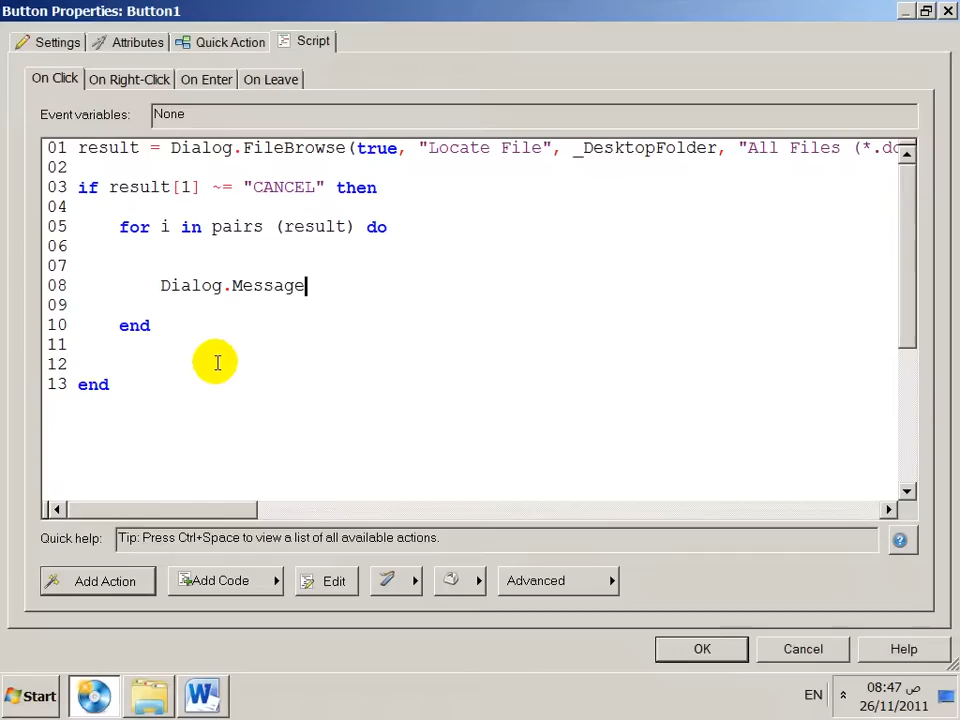 Button Properties: Button1
Settings Attributes Quick Action Script
On Click On Right-Click On Enter On Leave
Event variables: None
01 result = Dialog.FileBrowse(true, "Locate File", _DesktopFolder, "All Files (*.do
02
03 if result[1] ~= "CANCEL" then
04
05 for i in pairs (result) do
06
07
08 Dialog.Message
09
10 end
11
12
13 end
Quick help: Tip: Press Ctrl+Space to view a list of all available actions.
Add Action Add Code Edit Advanced
OK Cancel Help
Start EN 08:47 ص
26/11/2011